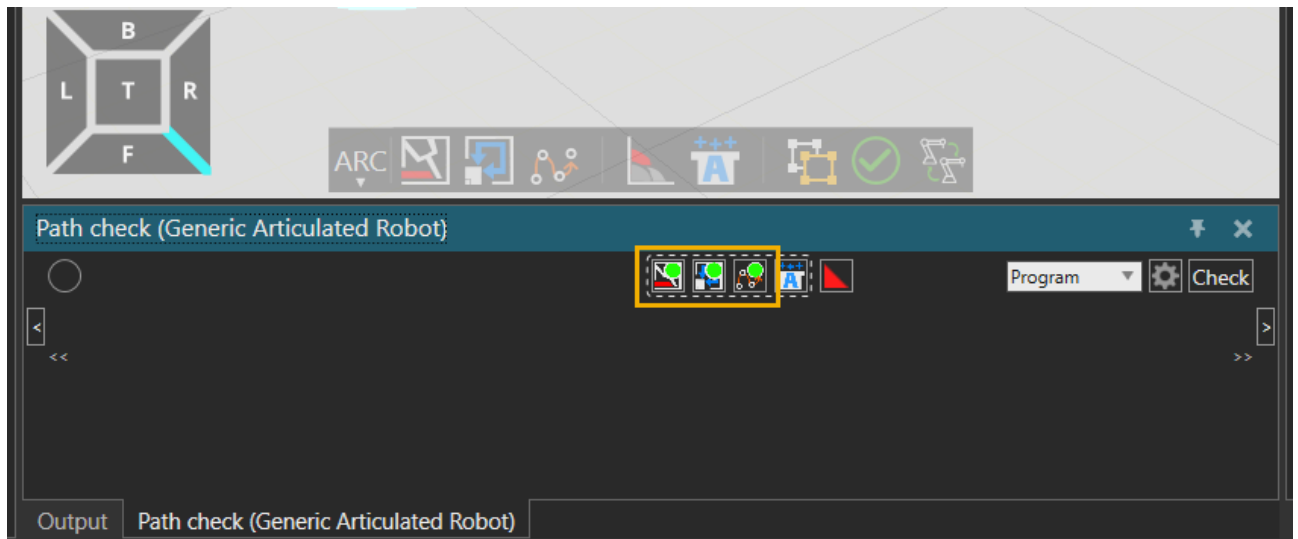 B
L T R
F
ARC
+++
A
Path check (Generic Articulated Robot)
+++
A
Program Check
< >
<< >>
Output Path check (Generic Articulated Robot)